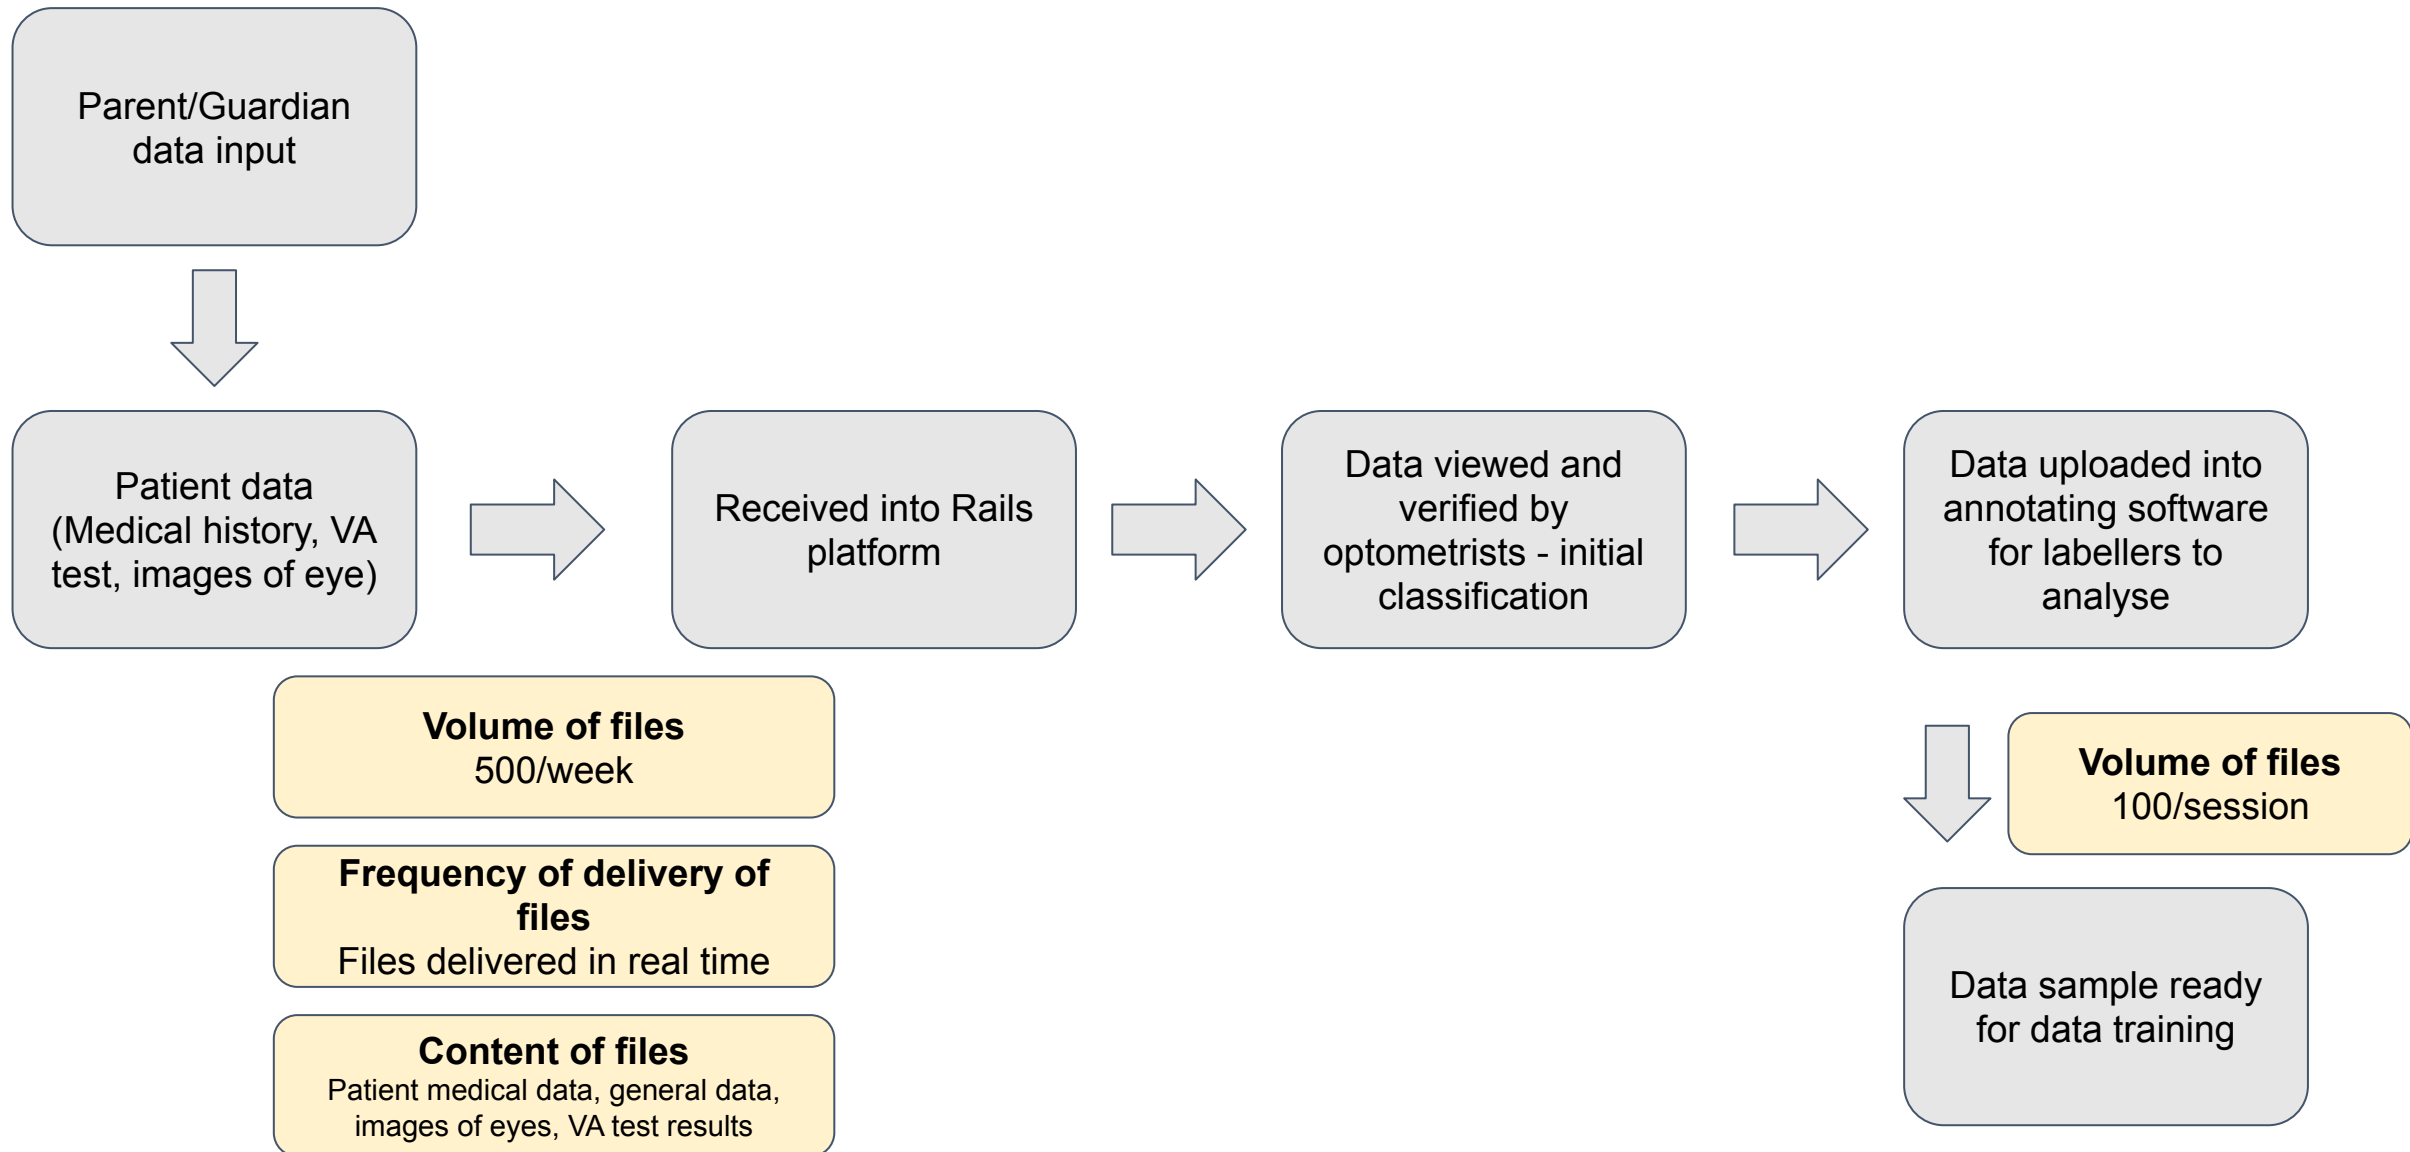 Parent/Guardian
data input
Patient data
(Medical history, VA
test, images of eye)
Received into Rails
platform
Data viewed and
verified by
optometrists - initial
classification
Data uploaded into
annotating software
for labellers to
analyse
Volume of files
500/week
Frequency of delivery of
files
Files delivered in real time
Content of files
Patient medical data, general data,
images of eyes, VA test results
Volume of files
100/session
Data sample ready
for data training